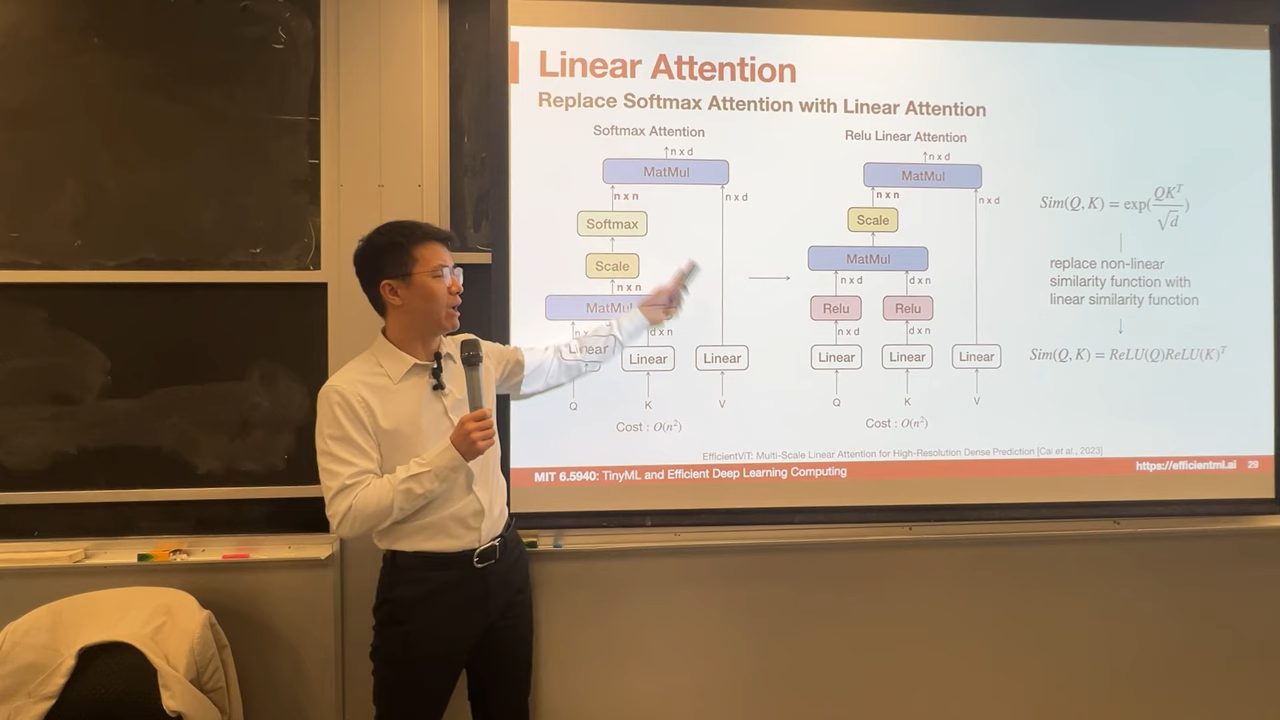 Linear Attention
Replace Softmax Attention with Linear Attention
Softmax Attention
n x d
MatMul
n x n
n x d
Softmax
Scale
n x n
MatMul
n x
d x n
Linear
Linear
Linear
Q
K
V
Cost : O(n²)
Relu Linear Attention
n x d
MatMul
n x n
n x d
Scale
MatMul
n x d
d x n
Relu
Relu
n x d
d x n
Linear
Linear
Linear
Q
K
V
Cost : O(n²)
Sim(Q, K) = exp(QKᵀ/√d)
replace non-linear
similarity function with
linear similarity function
Sim(Q, K) = ReLU(Q)ReLU(K)ᵀ
EfficientViT: Multi-Scale Linear Attention for High-Resolution Dense Prediction [Cai et al., 2023]
MIT 6.5940: TinyML and Efficient Deep Learning Computing
https://efficientml.ai
29